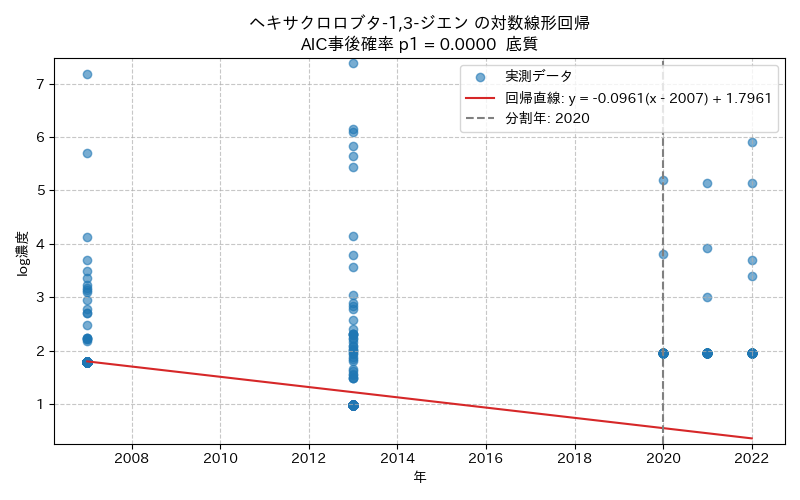 ヘキサクロロブタ-1,3-ジエン の対数線形回帰
AIC事後確率 p1 = 0.0000  底質
実測データ
回帰直線: y = -0.0961(x - 2007) + 1.7961
分割年: 2020
log濃度
7
6
5
4
3
2
1
2008
2010
2012
2014
2016
2018
2020
2022
年